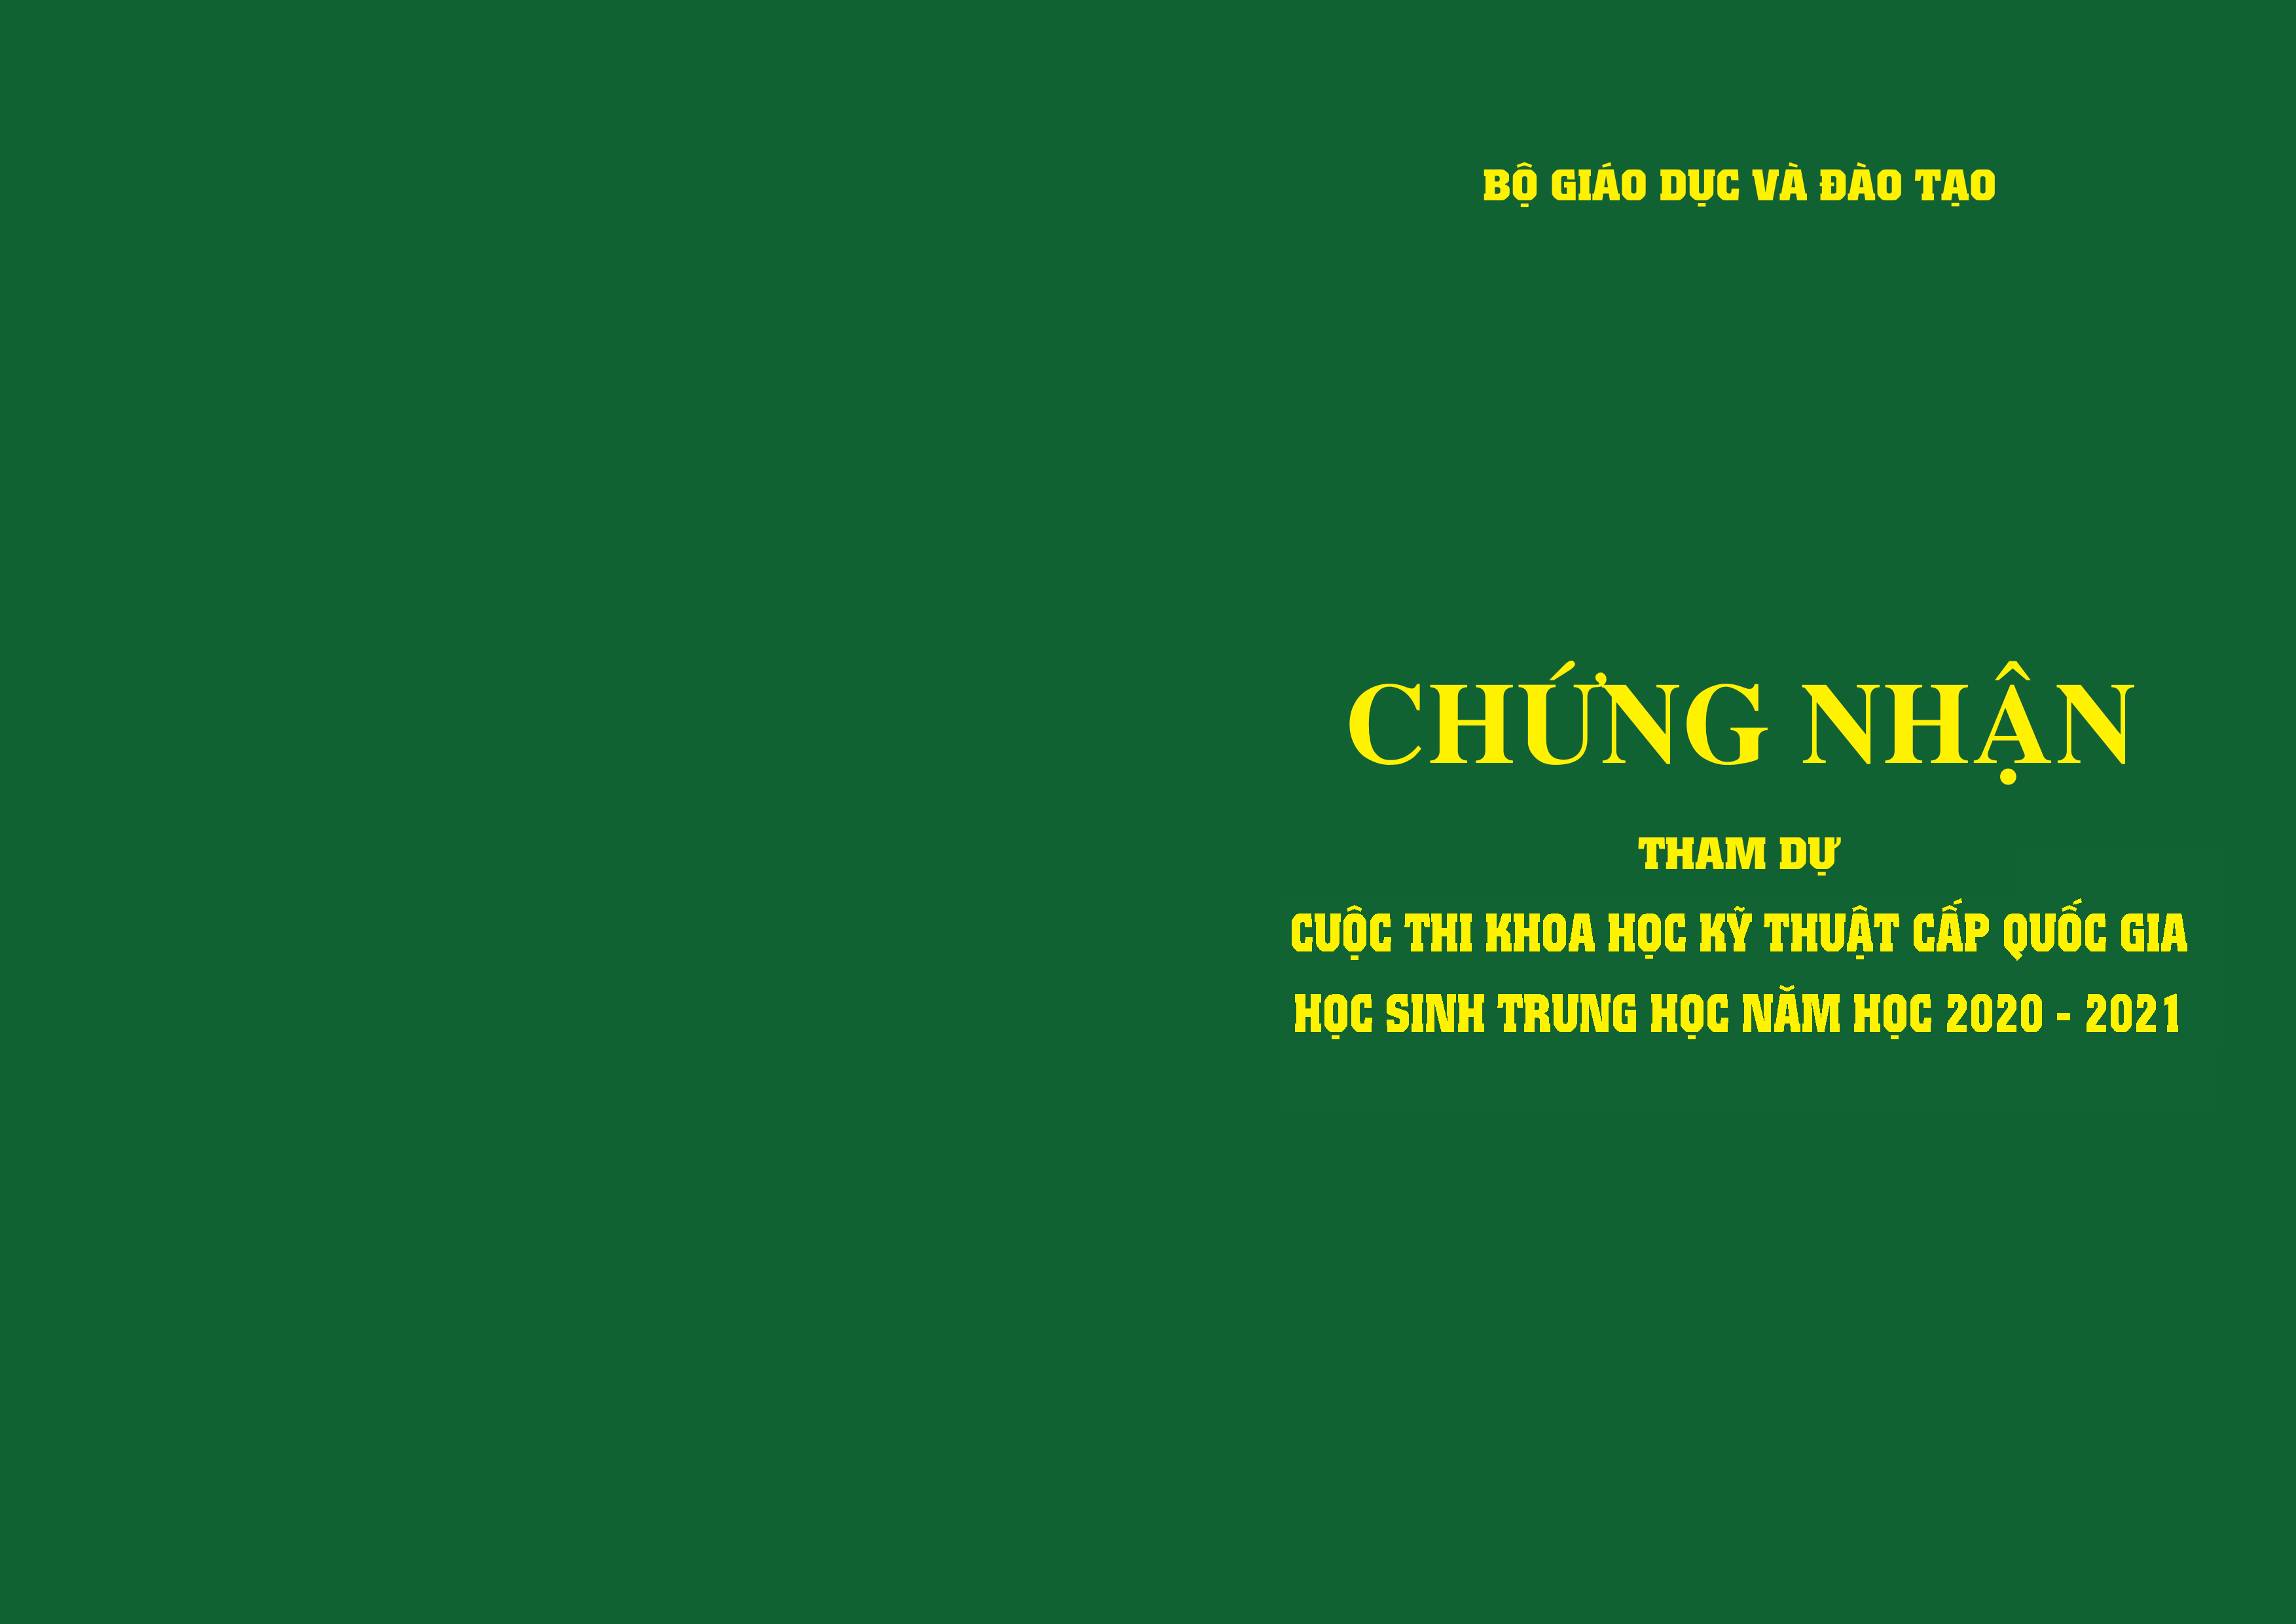 BỘ GIÁO DỤC VÀ ĐÀO TẠO
CHỨNG NHẬN
THAM DỰ
CUỘC THI KHOA HỌC KỸ THUẬT CẤP QUỐC GIA
HỌC SINH TRUNG HỌC NĂM HỌC 2020 - 2021